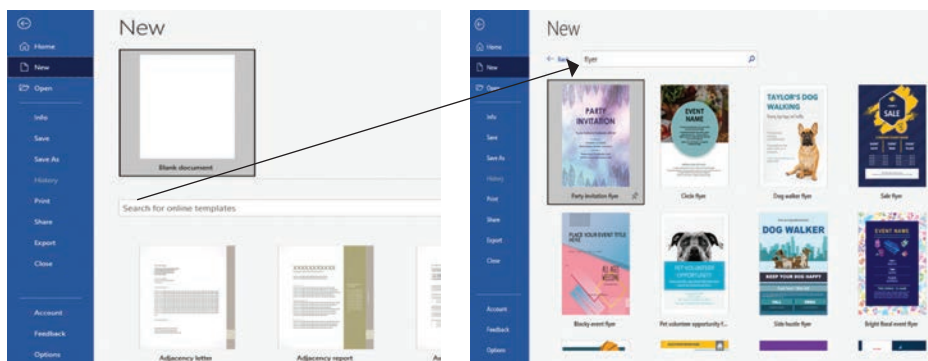 New
Home
New
Open
Info
Save
Save As
History
Print
Share
Export
Close
Account
Feedback
Options
Blank document
Search for online templates
Adjacency letter
Adjacency report
New
Home
New
Open
Info
Save
Save As
History
Print
Share
Export
Close
Account
Feedback
Options
Back
flyer
PARTY
INVITATION
Party invitation flyer
EVENT
NAME
Circle flyer
TAYLOR'S DOG
WALKING
Dog walker flyer
SALE
Sale flyer
PLACE YOUR EVENT TITLE
HERE
ALL ARE
WELCOME
Blocky event flyer
PET VOLUNTEER
OPPORTUNITY
Pet volunteer opportunity f...
DOG WALKER
KEEP YOUR DOG HAPPY
Side hustle flyer
EVENT NAME
Bright floral event flyer